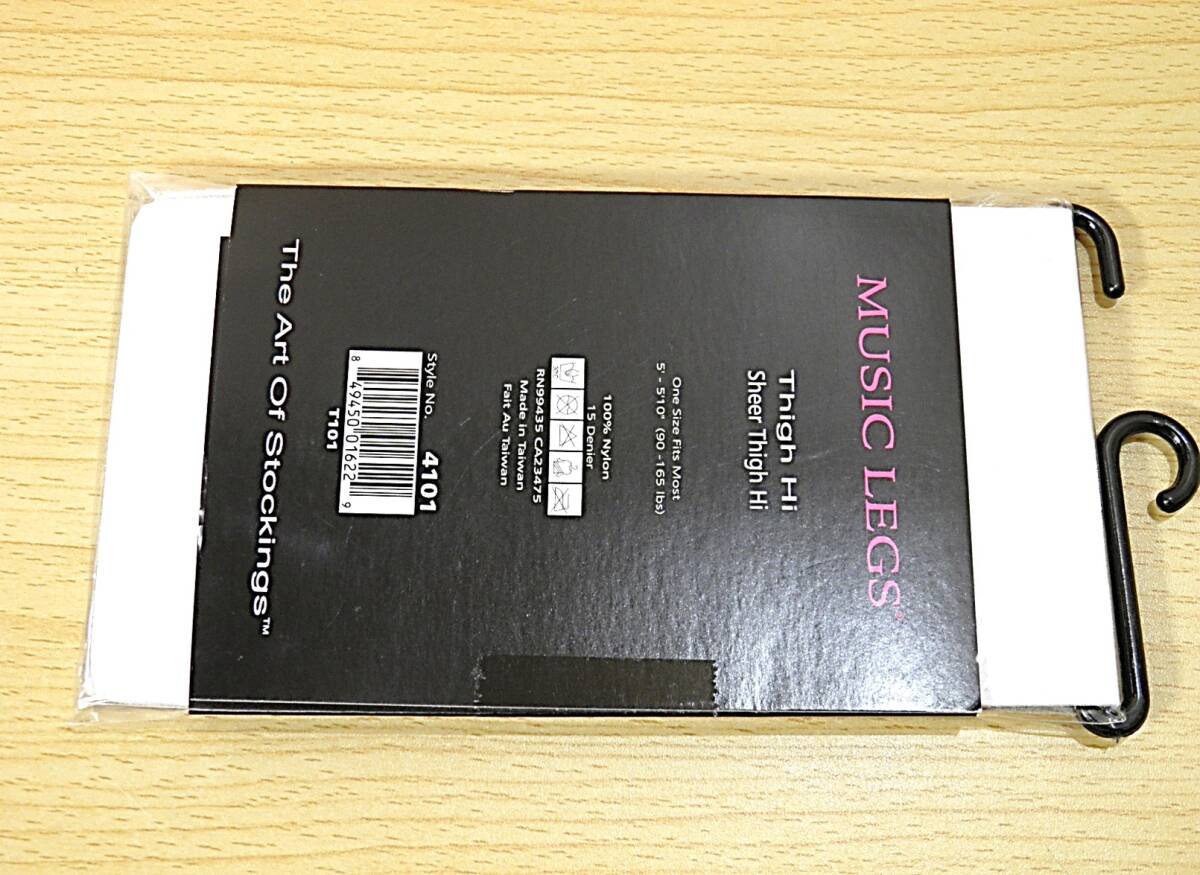 MUSIC LEGS
Thigh Hi
Sheer Thigh Hi
One Size Fits Most
5' - 5'10" (90 -165 lbs)
100% Nylon
15 Denier
RN99435 CA23475
Made in Taiwan
Fait Au Taiwan
Style No. 4101
8 49450 01622 9
T101
The Art Of Stockings™